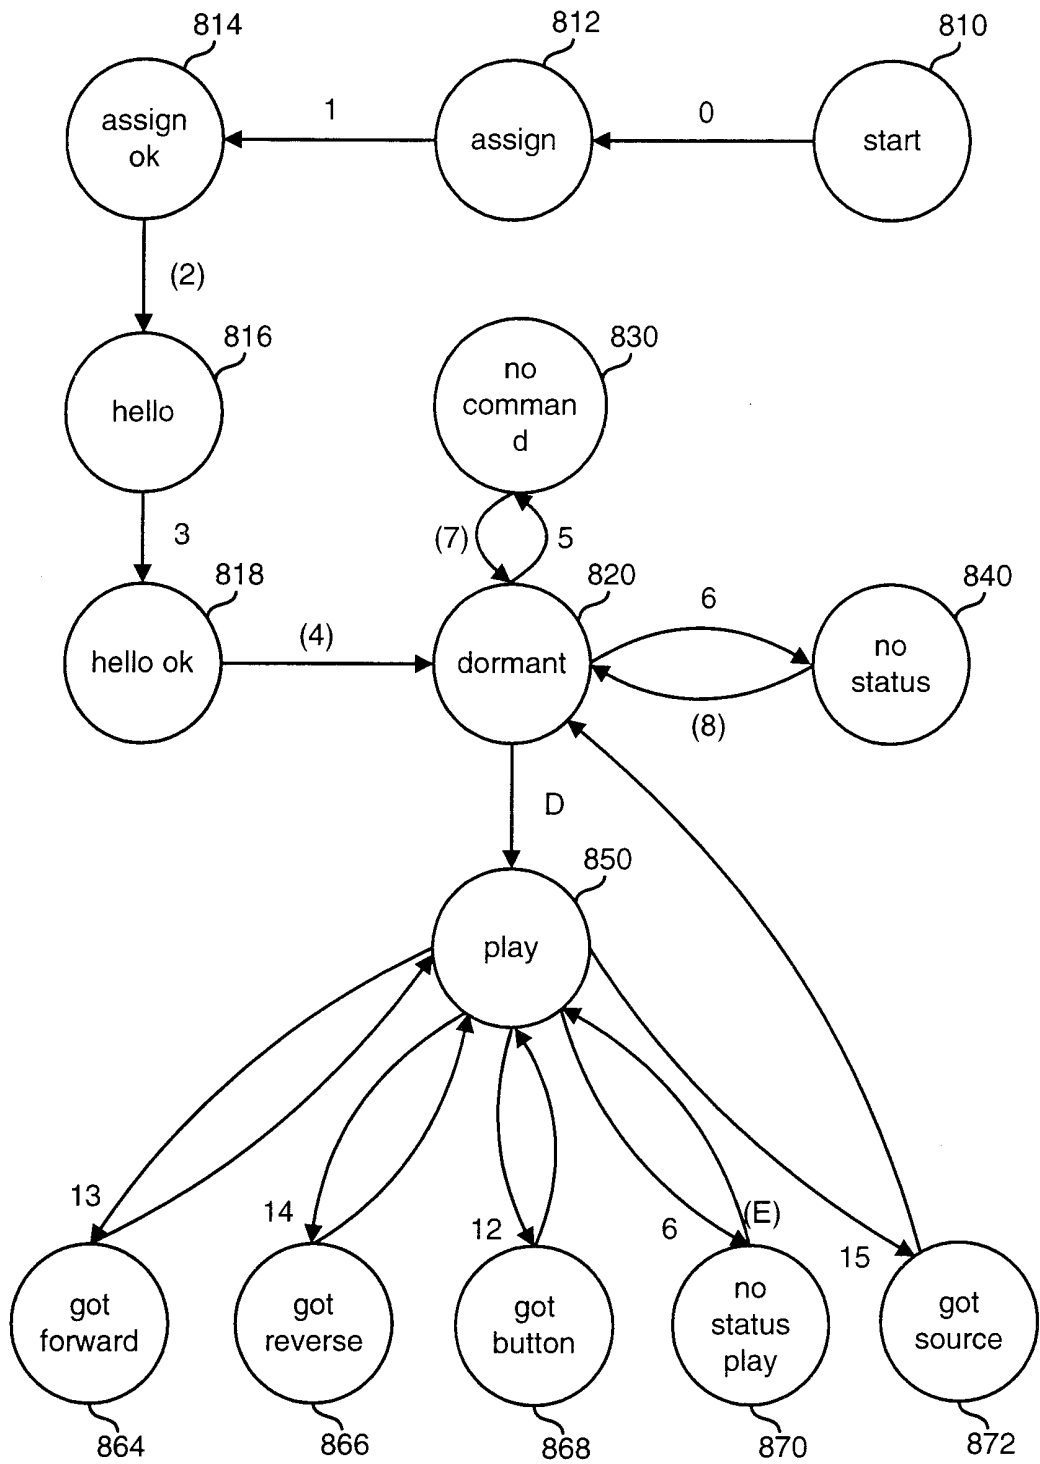 814
812
810
assign
ok
1
assign
0
start
(2)
816
830
hello
no
comman
d
3
(7)
5
818
820
840
hello ok
(4)
dormant
6
(8)
no
status
D
850
play
13
14
12
6
(E)
15
got
forward
got
reverse
got
button
no
status
play
got
source
864
866
868
870
872